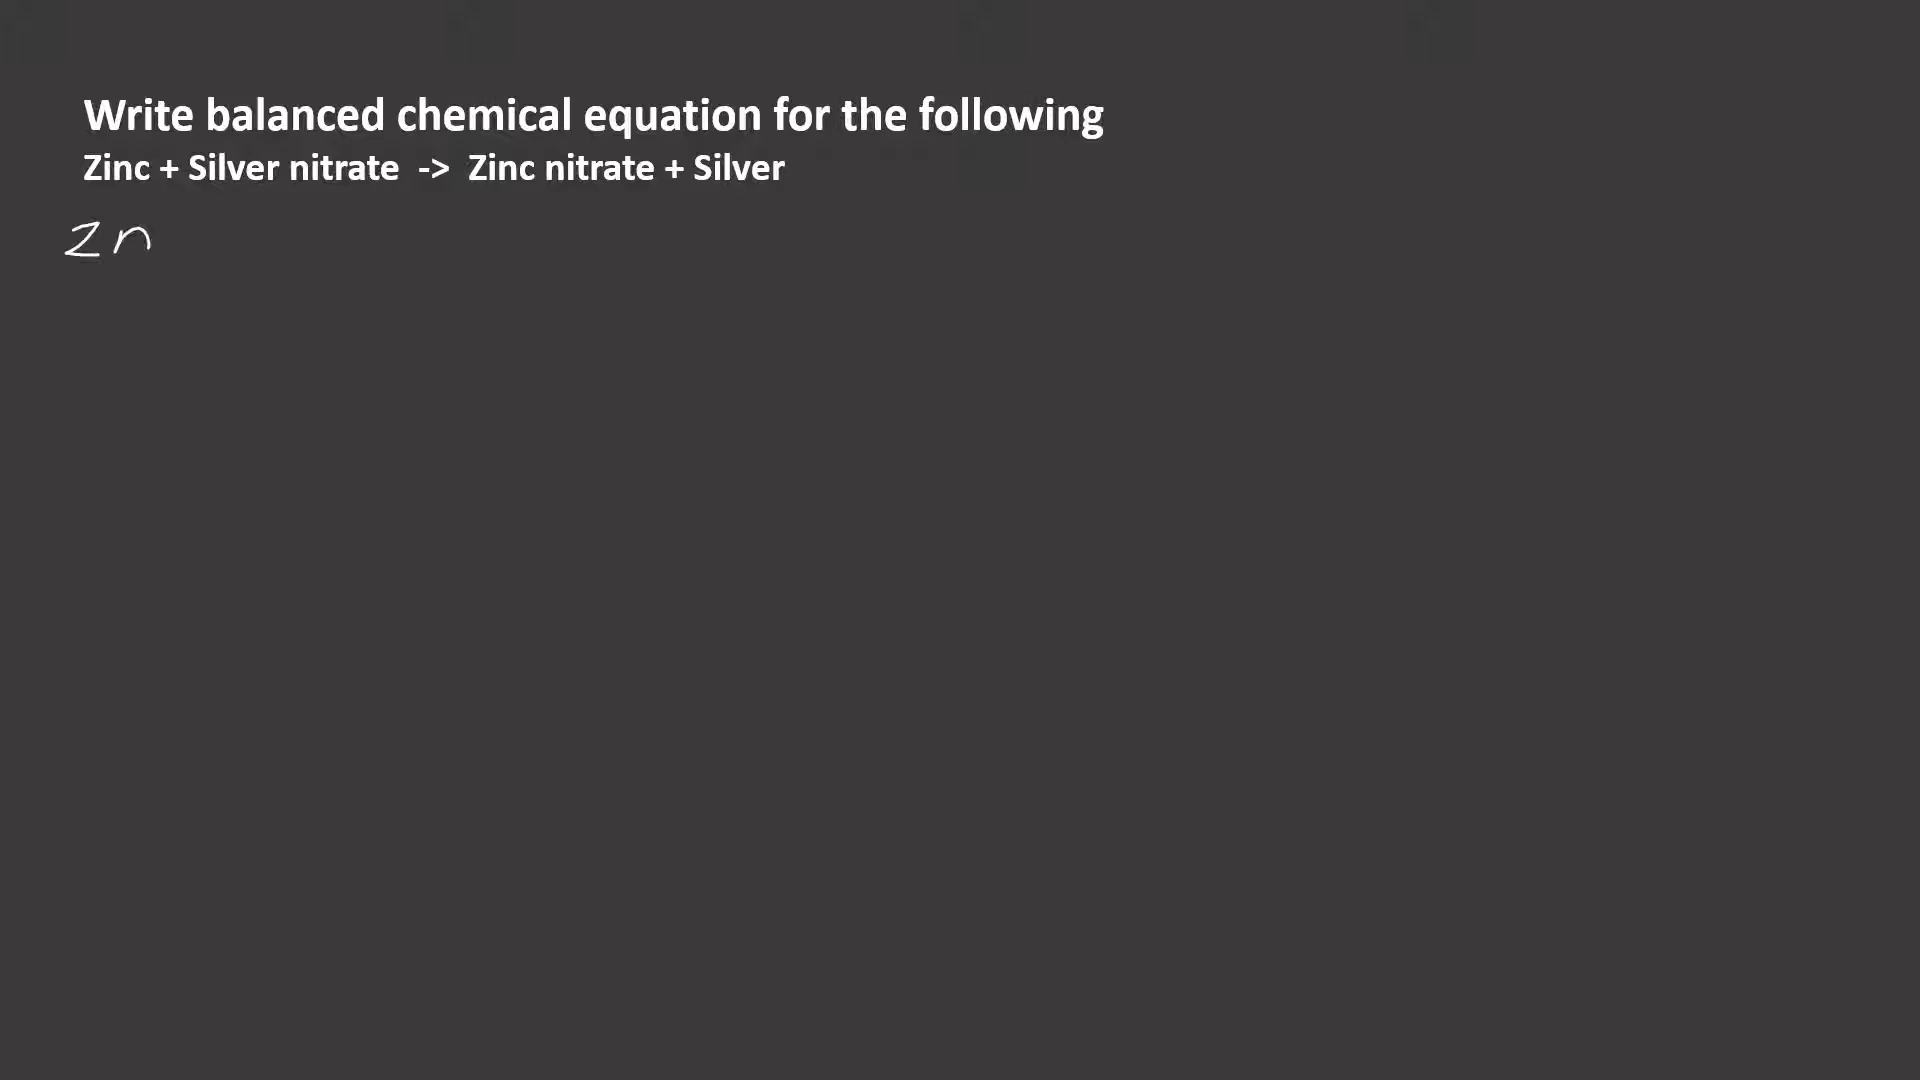 Write balanced chemical equation for the following
Zinc + Silver nitrate -> Zinc nitrate + Silver
Zn